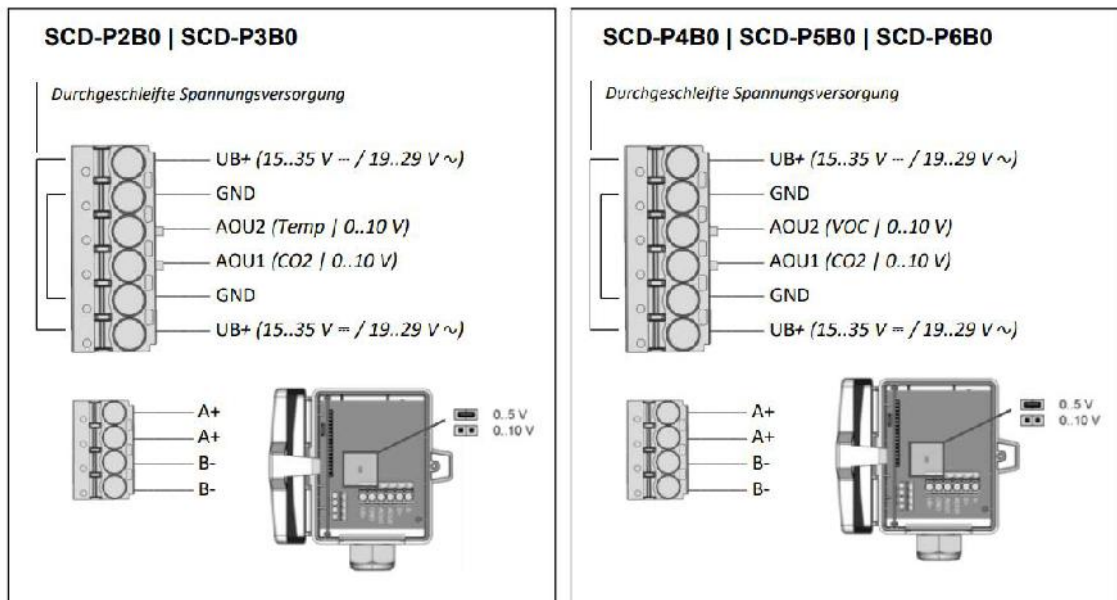 SCD-P2B0 | SCD-P3B0
Durchgeschleifte Spannungsversorgung
UB+ (15..35 V ⎓ / 19..29 V ~)
GND
AOU2 (Temp | 0..10 V)
AOU1 (CO2 | 0..10 V)
GND
UB+ (15..35 V ⎓ / 19..29 V ~)
A+
A+
B-
B-
0..5 V
0..10 V
SCD-P4B0 | SCD-P5B0 | SCD-P6B0
Durchgeschleifte Spannungsversorgung
UB+ (15..35 V ⎓ / 19..29 V ~)
GND
AOU2 (VOC | 0..10 V)
AOU1 (CO2 | 0..10 V)
GND
UB+ (15..35 V ⎓ / 19..29 V ~)
A+
A+
B-
B-
0..5 V
0..10 V